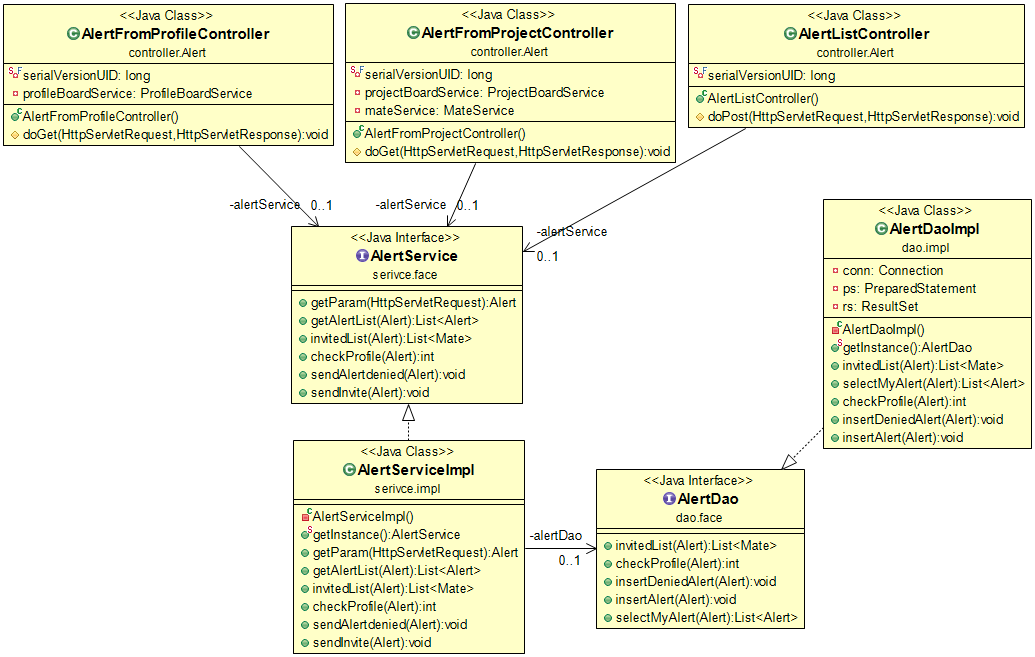 <<Java Class>>
AlertFromProfileController
controller.Alert
serialVersionUID: long
profileBoardService: ProfileBoardService
AlertFromProfileController()
doGet(HttpServletRequest,HttpServletResponse):void
<<Java Class>>
AlertFromProjectController
controller.Alert
serialVersionUID: long
projectBoardService: ProjectBoardService
mateService: MateService
AlertFromProjectController()
doGet(HttpServletRequest,HttpServletResponse):void
<<Java Class>>
AlertListController
controller.Alert
serialVersionUID: long
AlertListController()
doPost(HttpServletRequest,HttpServletResponse):void
-alertService 0..1
-alertService 0..1
-alertService
0..1
<<Java Interface>>
AlertService
serivce.face
getParam(HttpServletRequest):Alert
getAlertList(Alert):List<Alert>
invitedList(Alert):List<Mate>
checkProfile(Alert):int
sendAlertdenied(Alert):void
sendInvite(Alert):void
<<Java Class>>
AlertDaoImpl
dao.impl
conn: Connection
ps: PreparedStatement
rs: ResultSet
AlertDaoImpl()
getInstance():AlertDao
invitedList(Alert):List<Mate>
selectMyAlert(Alert):List<Alert>
checkProfile(Alert):int
insertDeniedAlert(Alert):void
insertAlert(Alert):void
<<Java Class>>
AlertServiceImpl
serivce.impl
AlertServiceImpl()
getInstance():AlertService
getParam(HttpServletRequest):Alert
getAlertList(Alert):List<Alert>
invitedList(Alert):List<Mate>
checkProfile(Alert):int
sendAlertdenied(Alert):void
sendInvite(Alert):void
-alertDao
0..1
<<Java Interface>>
AlertDao
dao.face
invitedList(Alert):List<Mate>
checkProfile(Alert):int
insertDeniedAlert(Alert):void
insertAlert(Alert):void
selectMyAlert(Alert):List<Alert>